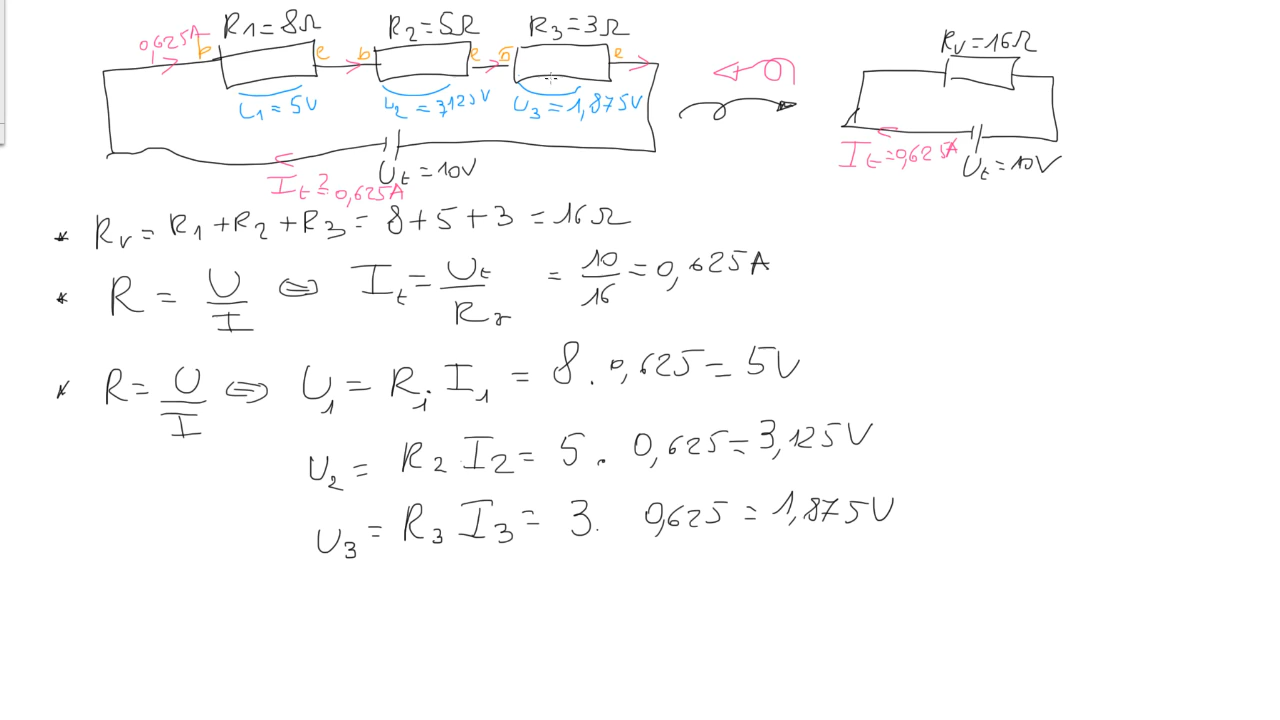 R1=8Ω R2=5Ω R3=3Ω Rv=16Ω
0,625A b e b e b e
U1=5V U2=3,125V U3=1,875V
Ut=10V
It=0,625A
It=0,625A Ut=10V
* Rv = R1 + R2 + R3 = 8 + 5 + 3 = 16Ω
* R = U/I ⇔ It = Ut/Rv = 10/16 = 0,625A
* R = U/I ⇔ U1 = R1 . I1 = 8 . 0,625 = 5V
U2 = R2 I2 = 5 . 0,625 = 3,125V
U3 = R3 I3 = 3 . 0,625 = 1,875V